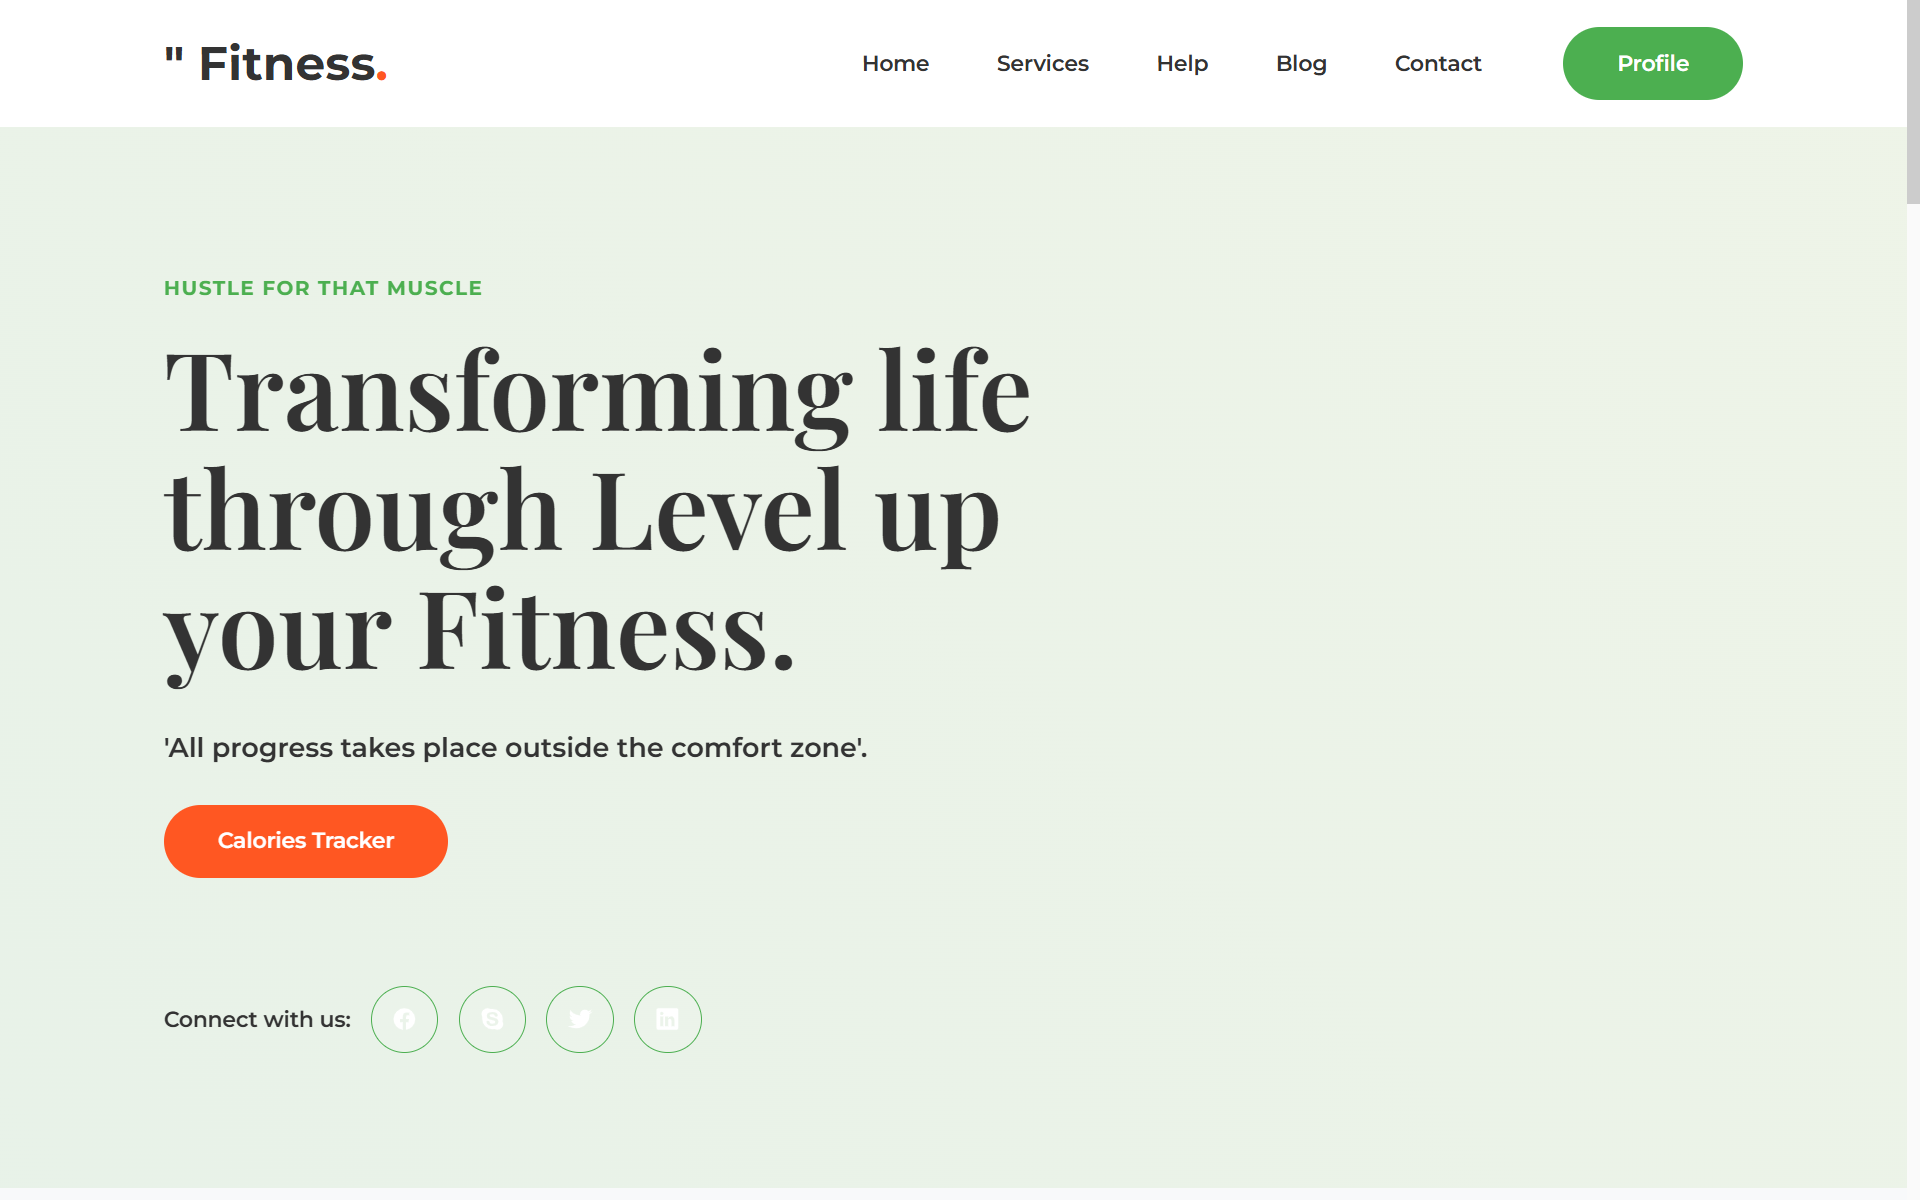 " Fitness.
Home Services Help Blog Contact Profile
HUSTLE FOR THAT MUSCLE
Transforming life
through Level up
your Fitness.
'All progress takes place outside the comfort zone'.
Calories Tracker
Connect with us: